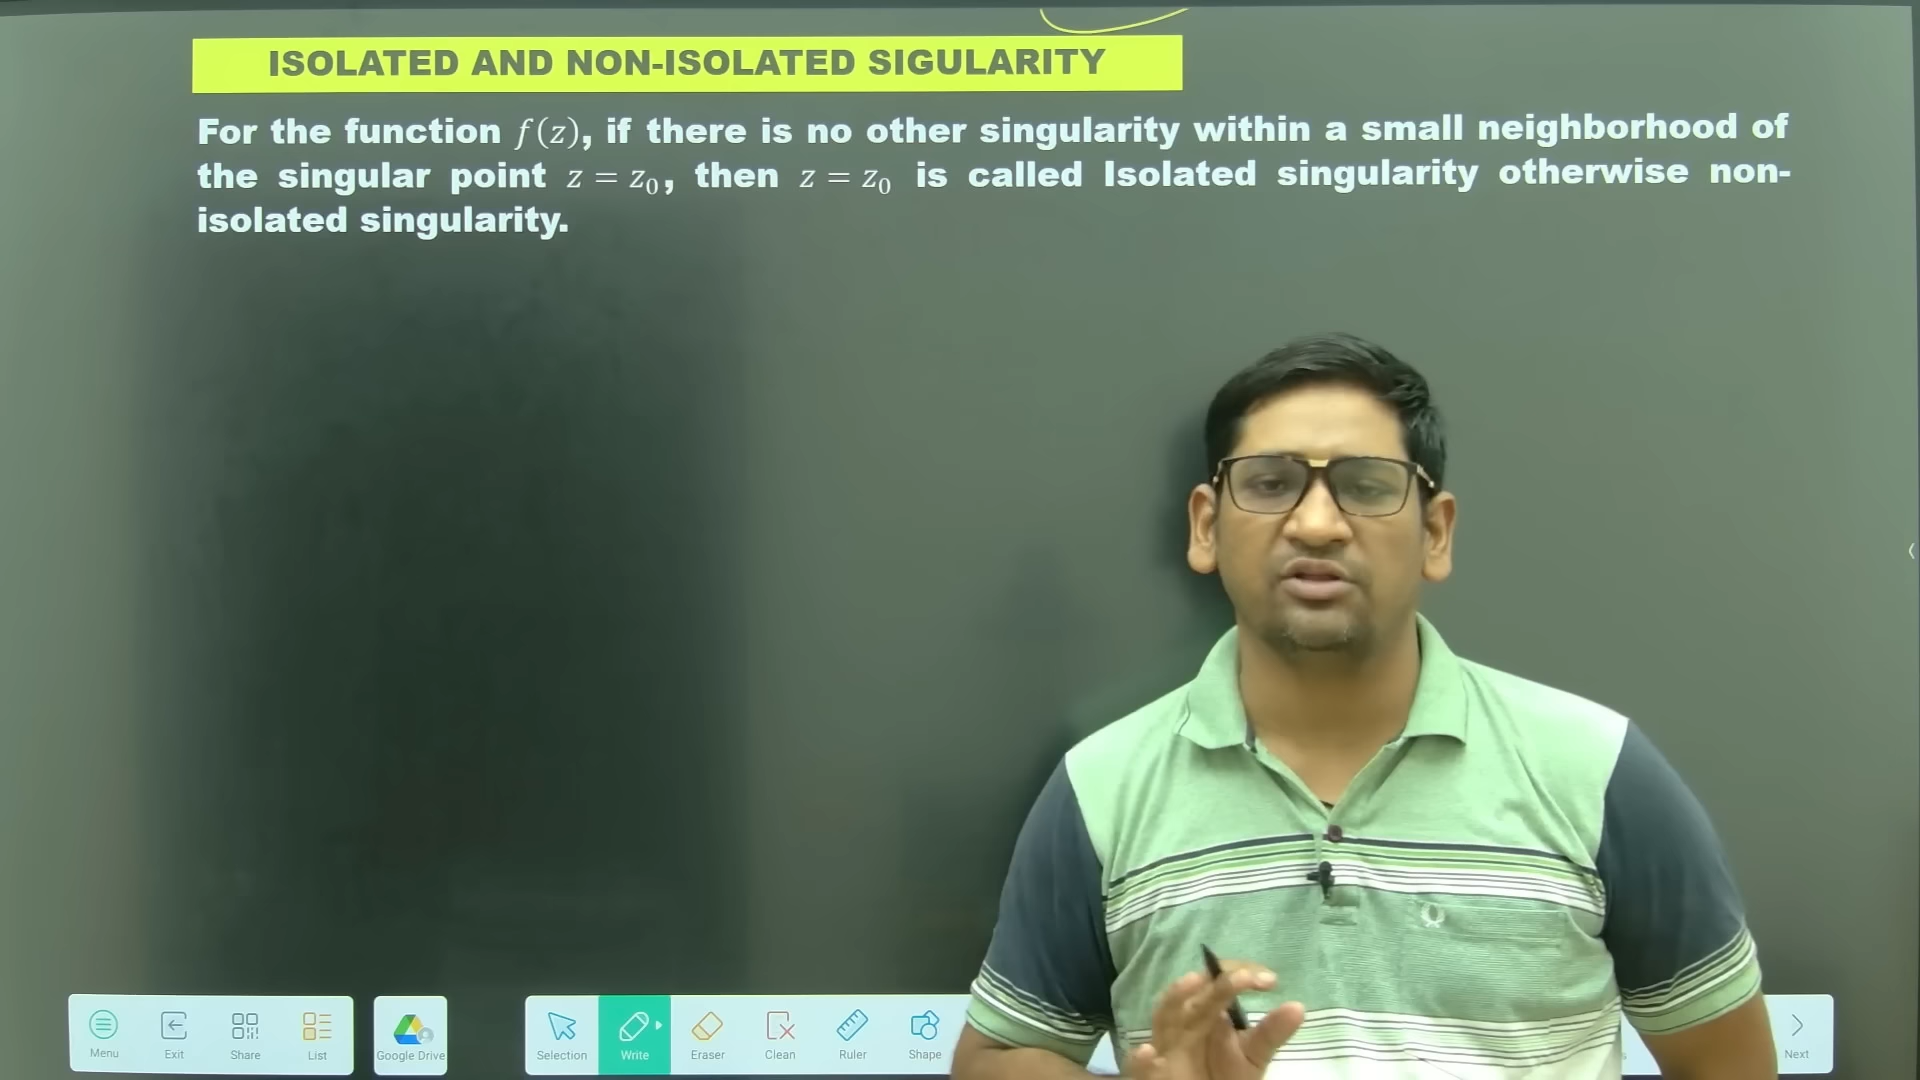 ISOLATED AND NON-ISOLATED SIGULARITY
For the function f(z), if there is no other singularity within a small neighborhood of
the singular point z = z₀, then z = z₀ is called Isolated singularity otherwise non-
isolated singularity.
Menu Exit Share List Google Drive Selection Write Eraser Clean Ruler Shape Next